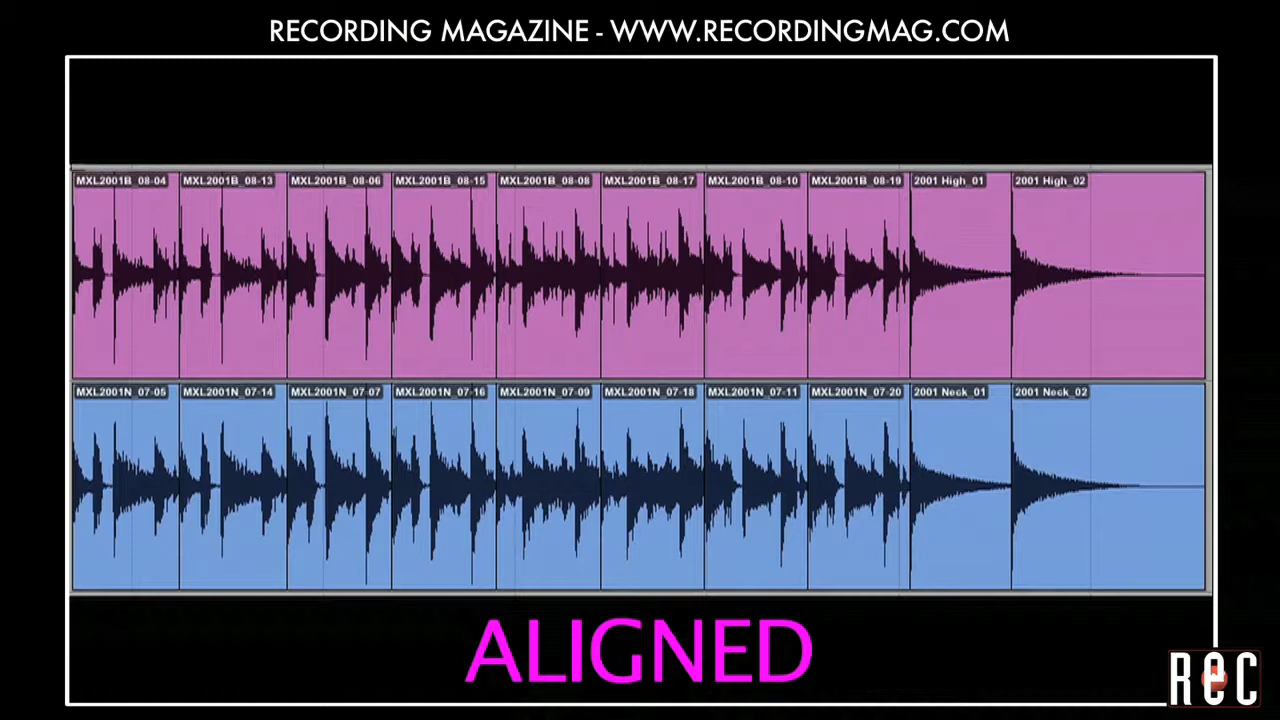 RECORDING MAGAZINE - WWW.RECORDINGMAG.COM
MXL2001B_08-04 MXL2001B_08-13 MXL2001B_08-06 MXL2001B_08-15 MXL2001B_08-08 MXL2001B_08-17 MXL2001B_08-10 MXL2001B_08-19 2001 High_01 2001 High_02
MXL2001N_07-05 MXL2001N_07-14 MXL2001N_07-07 MXL2001N_07-16 MXL2001N_07-09 MXL2001N_07-18 MXL2001N_07-11 MXL2001N_07-20 2001 Neck_01 2001 Neck_02
ALIGNED
ReC